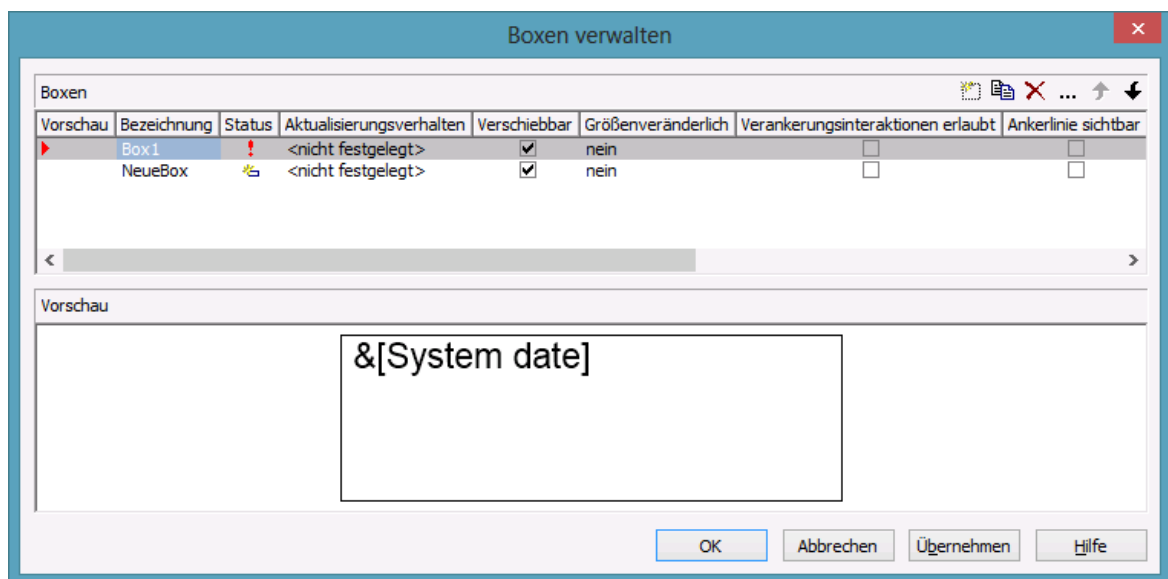 Boxen verwalten
Boxen ...
Vorschau Bezeichnung Status Aktualisierungsverhalten Verschiebbar Größenveränderlich Verankerungsinteraktionen erlaubt Ankerlinie sichtbar
Box1 ! <nicht festgelegt> nein
NeueBox <nicht festgelegt> nein
Vorschau
&[System date]
OK Abbrechen Übernehmen Hilfe